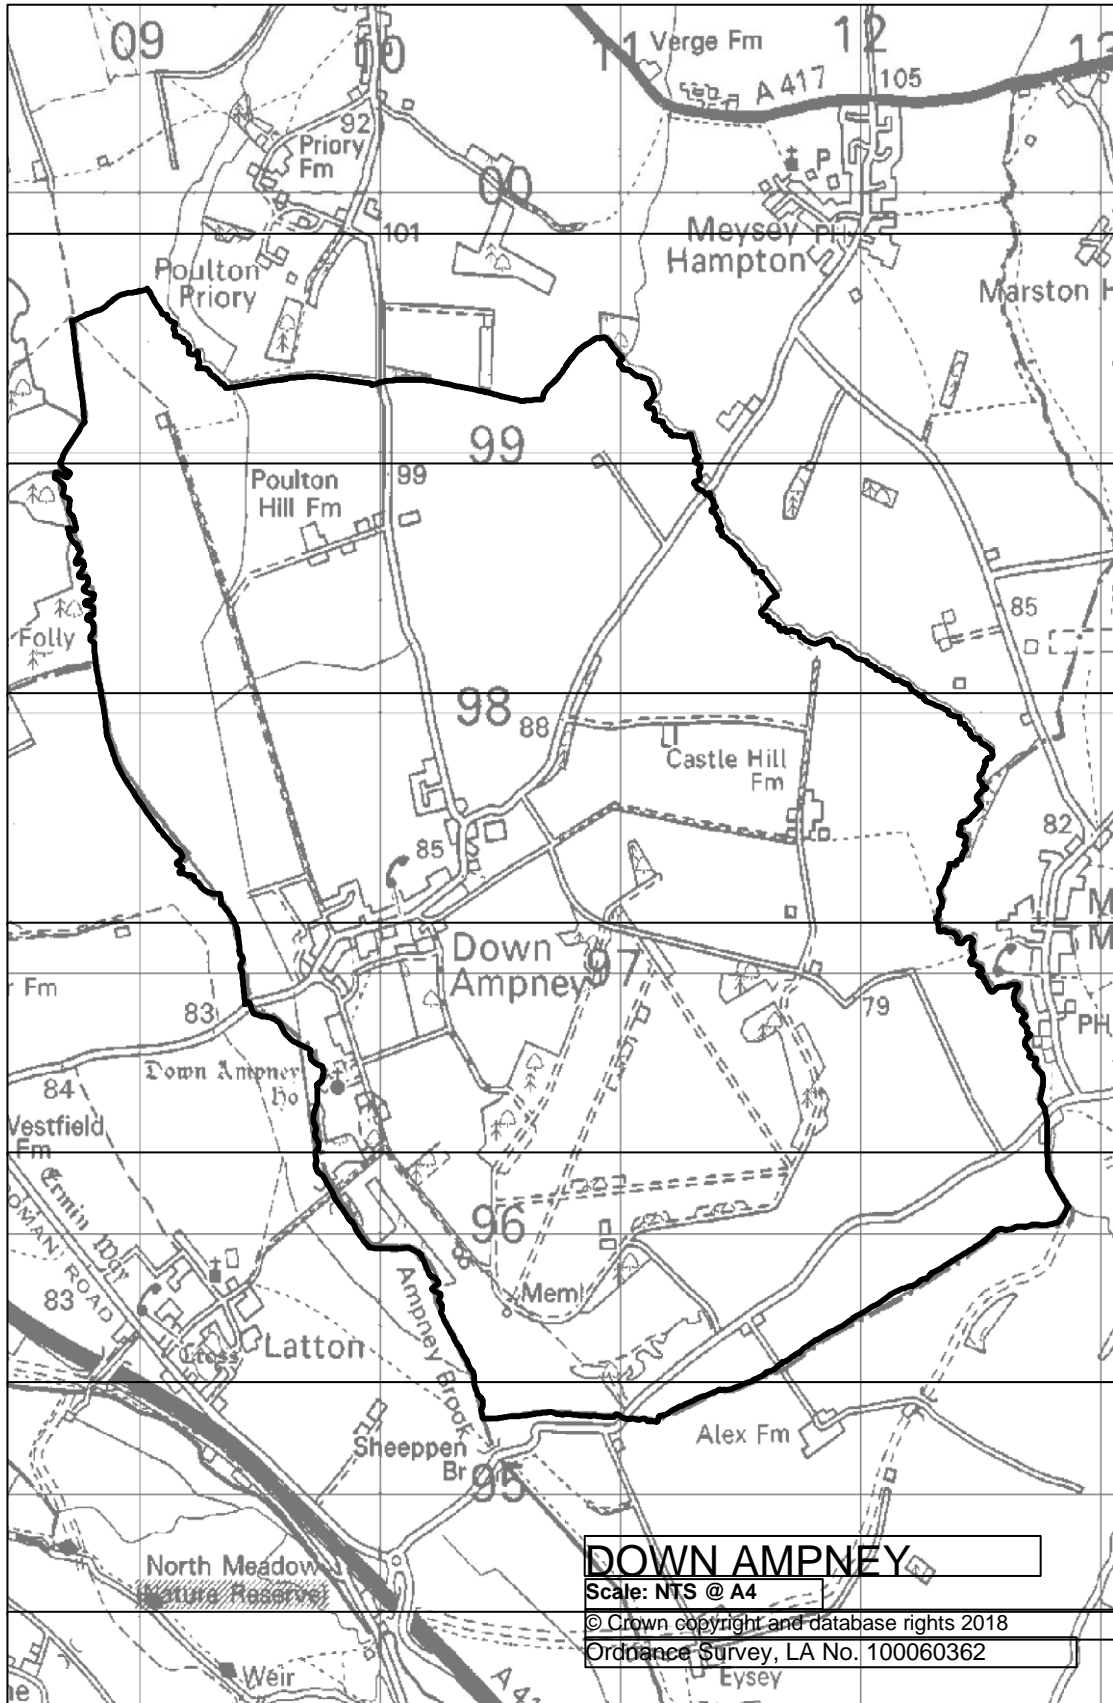 09
10
11
Verge Fm
12
13
A 417
105
92
Priory
Fm
00
P
101
Meysey
Hampton
PH
Poulton
Priory
Marston H
99
Poulton
Hill Fm
99
Folly
85
98
88
Castle Hill
Fm
82
85
Down
Ampney
97
M
M
r Fm
83
79
PH
84
Down Ampney
Ho
Westfield
Fm
Ermin Way
ROMAN ROAD
96
83
Meml
Ampney Brook
Latton
Cross
Sheeppen
Br
Alex Fm
95
North Meadow
(Nature Reserve)
DOWN AMPNEY
Scale: NTS @ A4
© Crown copyright and database rights 2018
Ordnance Survey, LA No. 100060362
Weir
Eysey